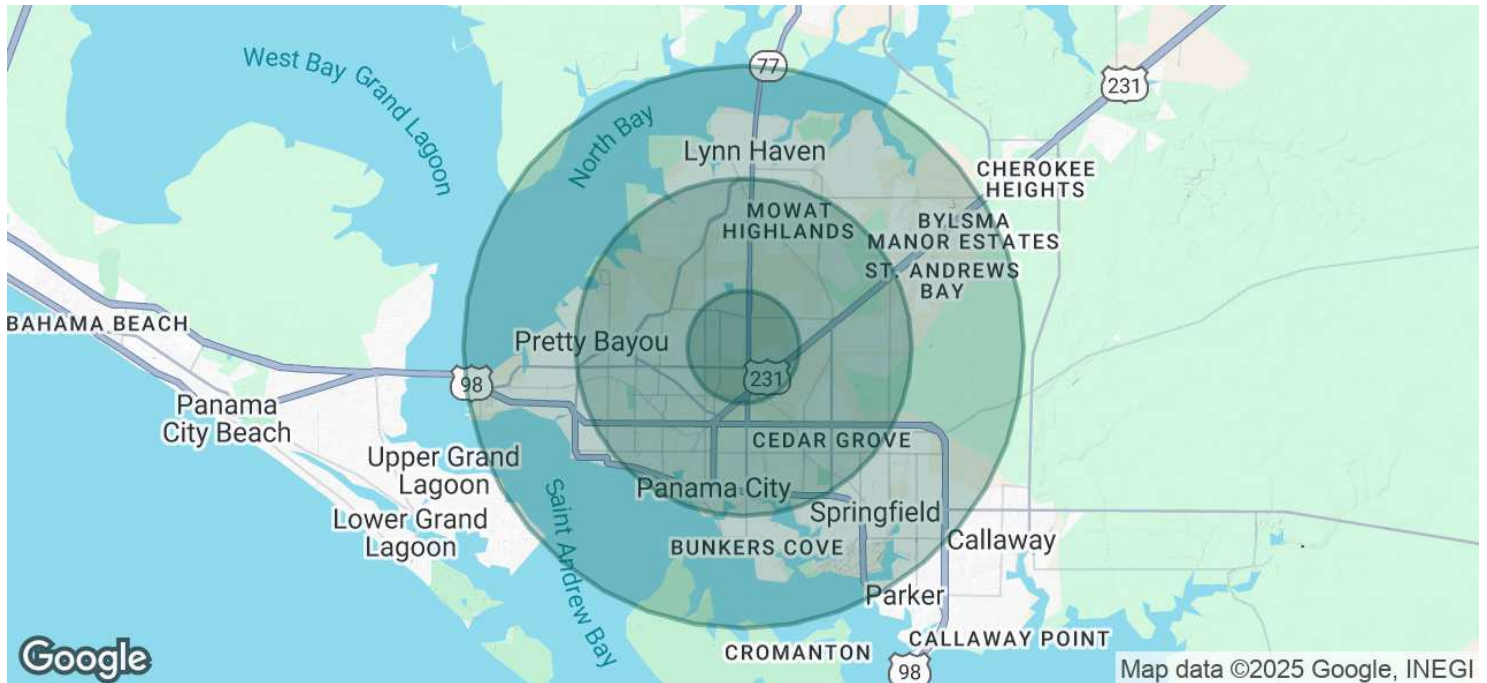 77
231
West Bay Grand Lagoon
North Bay
Lynn Haven
CHEROKEE
HEIGHTS
MOWAT
HIGHLANDS
BYLSMA
MANOR ESTATES
ST. ANDREWS
BAY
BAHAMA BEACH
Pretty Bayou
98
231
Panama
City Beach
CEDAR GROVE
Upper Grand
Lagoon
Panama City
Springfield
Lower Grand
Lagoon
Saint Andrew Bay
BUNKERS COVE
Callaway
Parker
CROMANTON
CALLAWAY POINT
98
Google
Map data ©2025 Google, INEGI